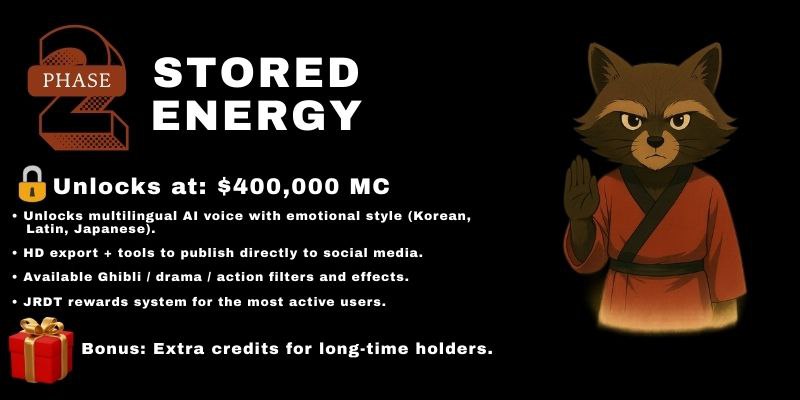 2
PHASE
STORED
ENERGY
🔒Unlocks at: $400,000 MC
• Unlocks multilingual AI voice with emotional style (Korean,
Latin, Japanese).
• HD export + tools to publish directly to social media.
• Available Ghibli / drama / action filters and effects.
• JRDT rewards system for the most active users.
Bonus: Extra credits for long-time holders.